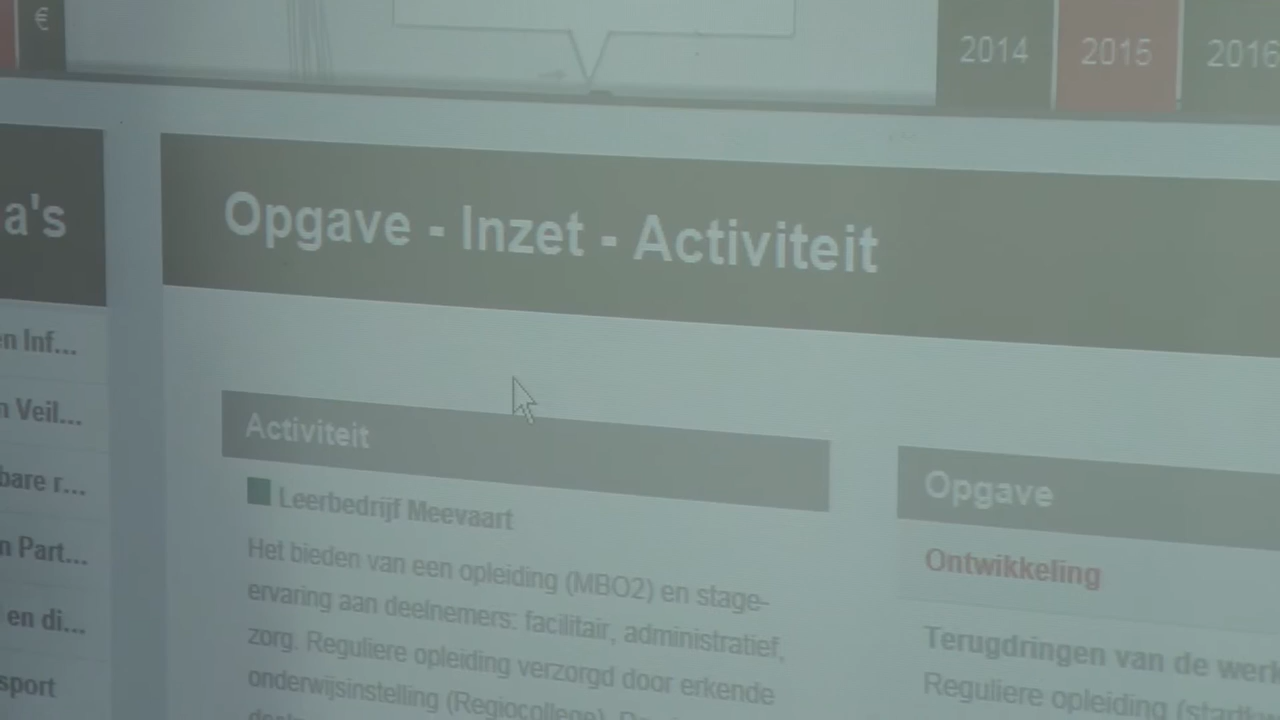 €
2014 2015 2016
a's
Opgave - Inzet - Activiteit
en Inf...
n Veil...
bare r...
n Part...
en di...
sport
Activiteit
Leerbedrijf Meevaart
Het bieden van een opleiding (MBO2) en stage-
ervaring aan deelnemers: facilitair, administratief,
zorg. Reguliere opleiding verzorgd door erkende
onderwijsinstelling (Regiocollege).
Opgave
Ontwikkeling
Terugdringen van de werk
Reguliere opleiding